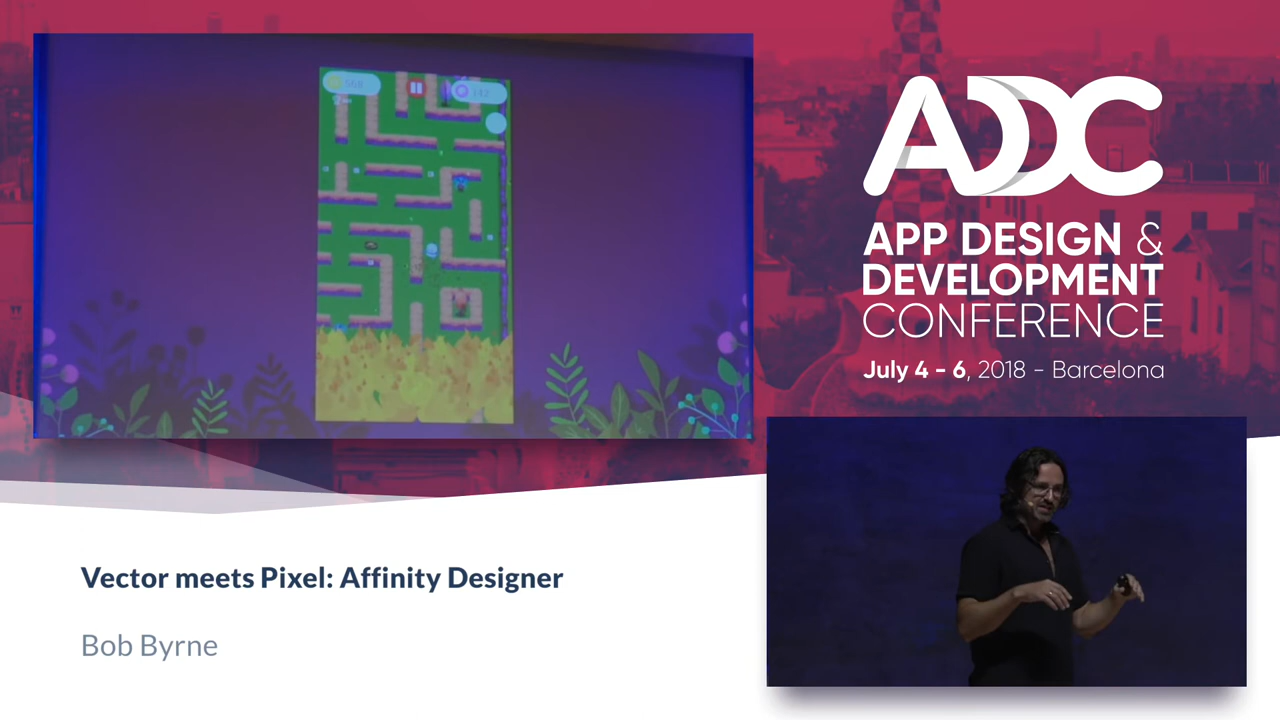 ADDC
APP DESIGN &
DEVELOPMENT
CONFERENCE
July 4 - 6, 2018 - Barcelona
Vector meets Pixel: Affinity Designer
Bob Byrne